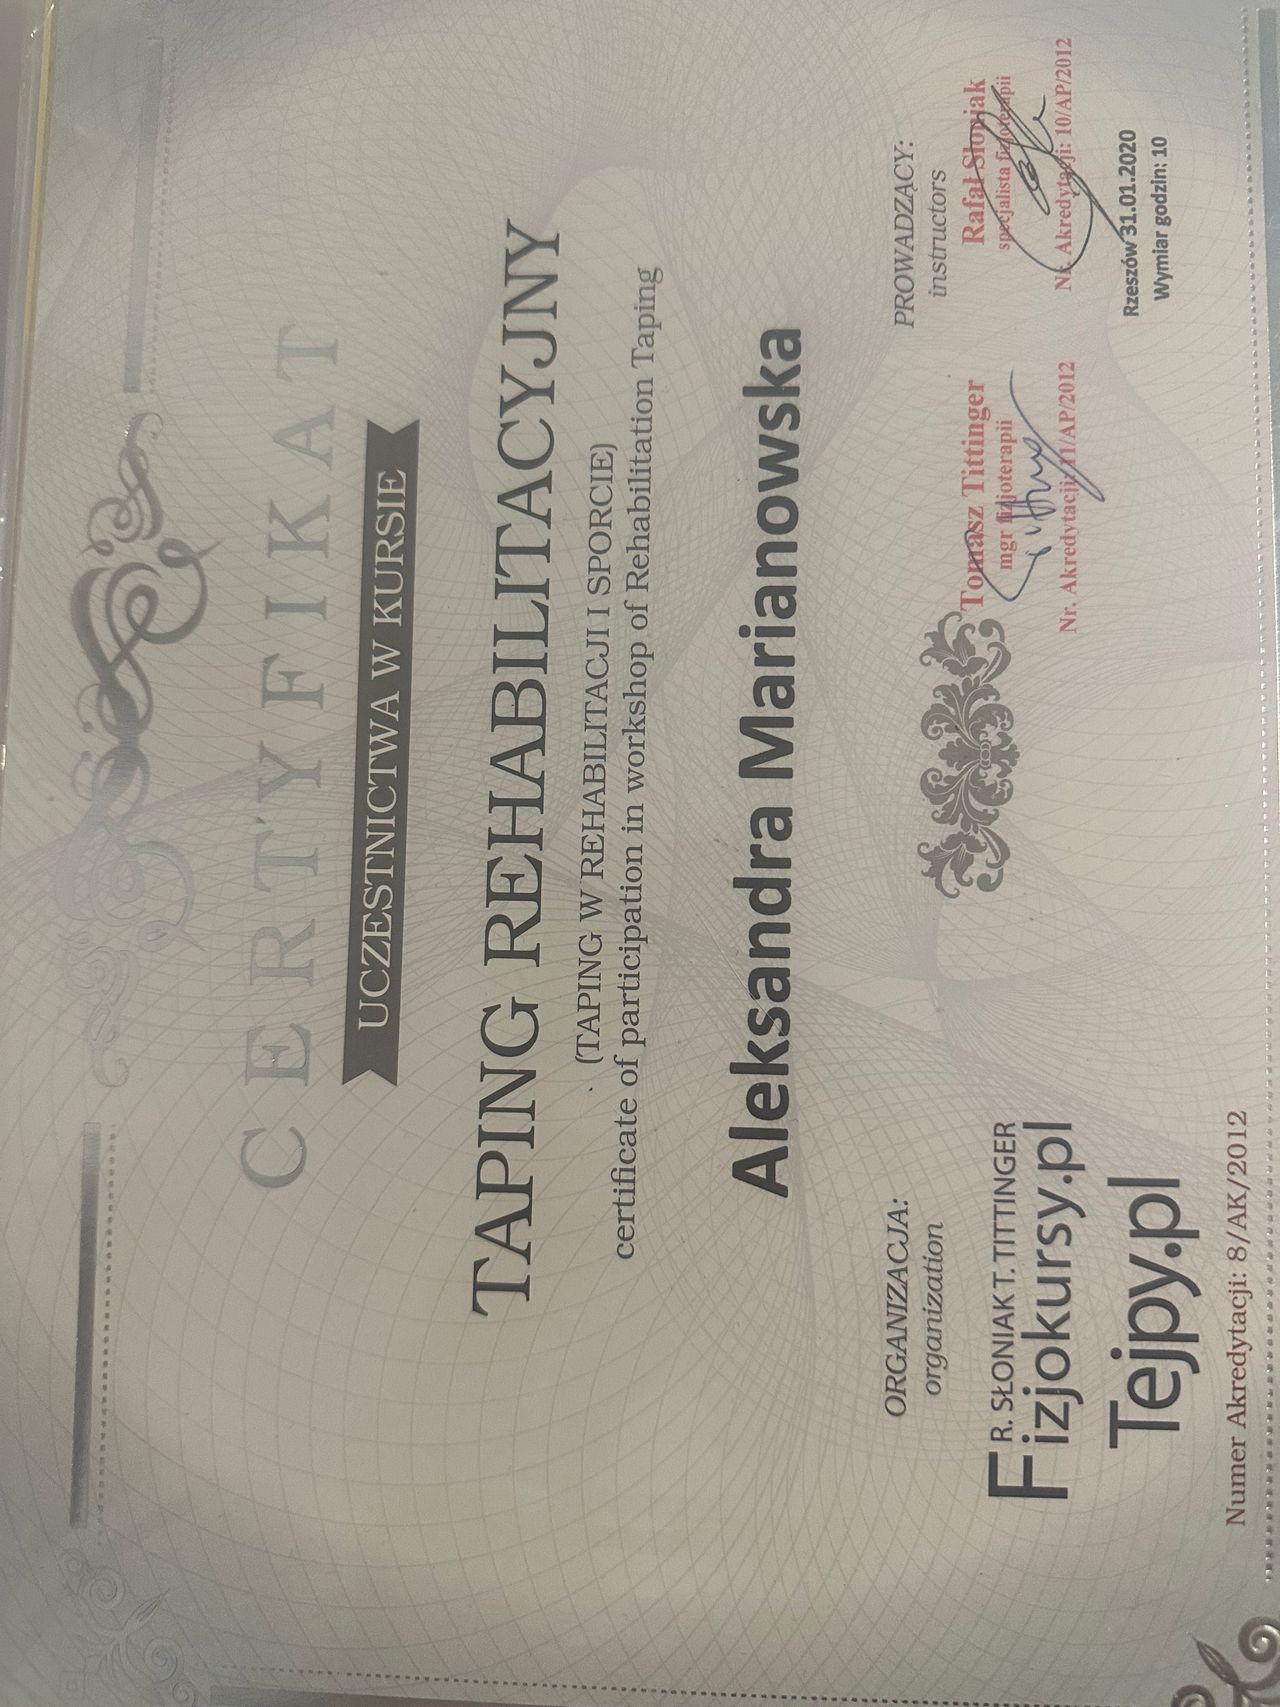 CERTYFIKAT
UCZESTNICTWA W KURSIE
TAPING REHABILITACYJNY
(TAPING W REHABILITACJI I SPORCIE)
certificate of participation in workshop of Rehabilitation Taping
Aleksandra Marianowska
ORGANIZACJA:
organization
R. SŁONIAK T. TITTINGER
Fizjokursy.pl
Tejpy.pl
Numer Akredytacji: 8/AK/2012
PROWADZĄCY:
instructors
Tomasz Tittinger
mgr fizjoterapii
Nr. Akredytacji: 11/AP/2012
Rafał Słoniak
specjalista fizjoterapii
Nr. Akredytacji: 10/AP/2012
Rzeszów 31.01.2020
Wymiar godzin: 10